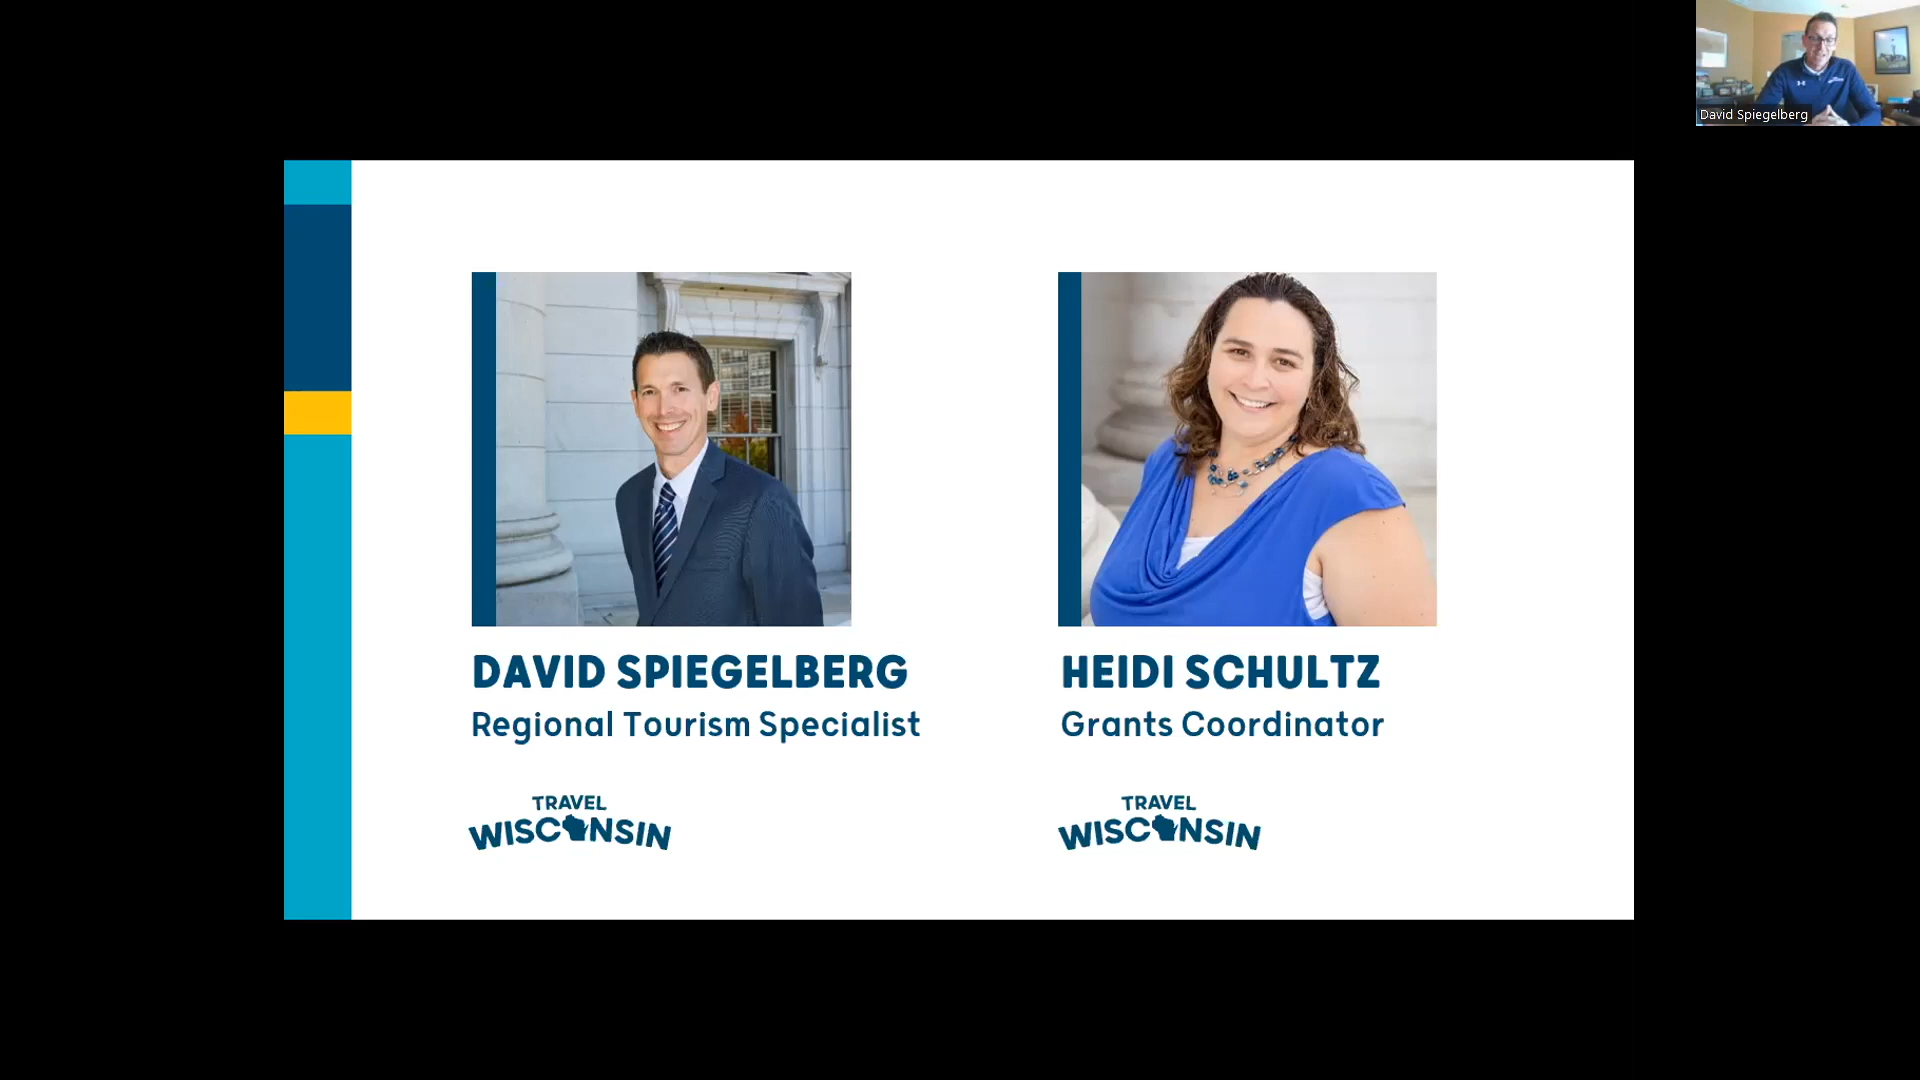 David Spiegelberg
DAVID SPIEGELBERG
Regional Tourism Specialist
TRAVEL
WISCONSIN
HEIDI SCHULTZ
Grants Coordinator
TRAVEL
WISCONSIN